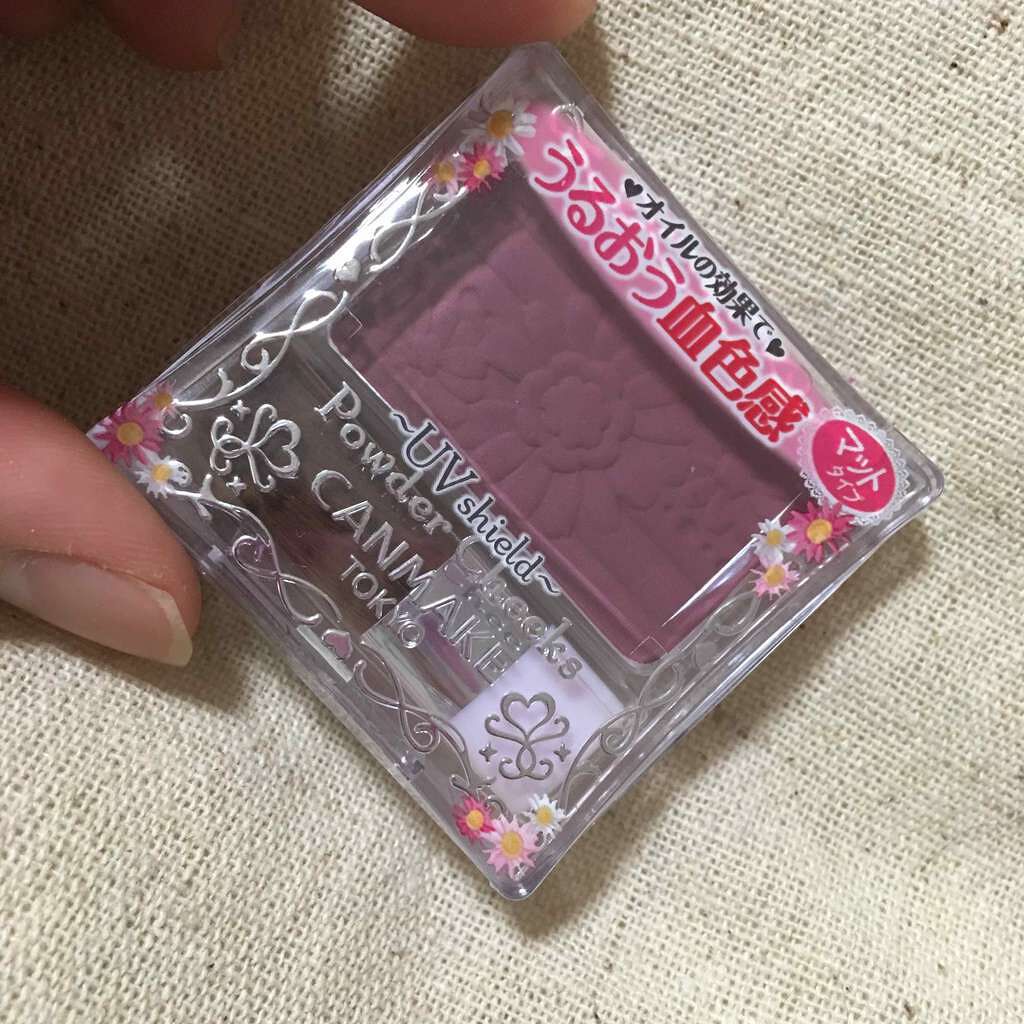 ♥オイルの効果で♥
うるおう血色感
マット
タイプ
~UV shield~
Powder Cheeks
CANMAKE
TOKYO